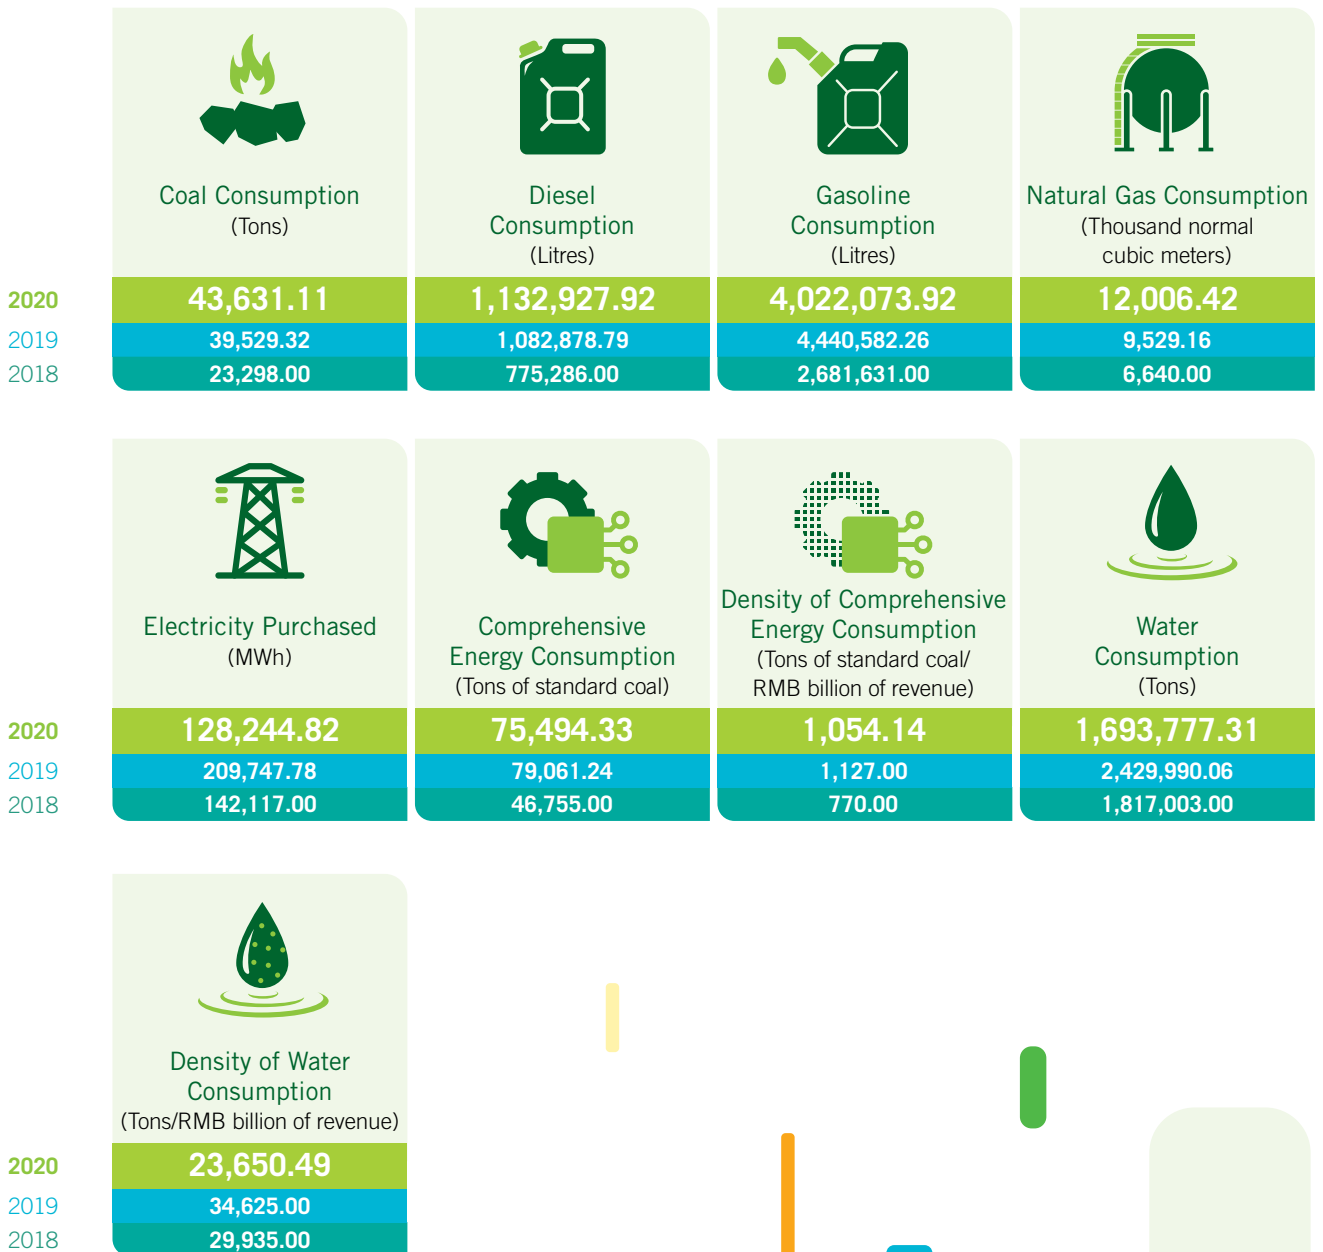 Coal Consumption
(Tons)
Diesel
Consumption
(Litres)
Gasoline
Consumption
(Litres)
Natural Gas Consumption
(Thousand normal
cubic meters)
2020 43,631.11 1,132,927.92 4,022,073.92 12,006.42
2019 39,529.32 1,082,878.79 4,440,582.26 9,529.16
2018 23,298.00 775,286.00 2,681,631.00 6,640.00
Electricity Purchased
(MWh)
Comprehensive
Energy Consumption
(Tons of standard coal)
Density of Comprehensive
Energy Consumption
(Tons of standard coal/
RMB billion of revenue)
Water
Consumption
(Tons)
2020 128,244.82 75,494.33 1,054.14 1,693,777.31
2019 209,747.78 79,061.24 1,127.00 2,429,990.06
2018 142,117.00 46,755.00 770.00 1,817,003.00
Density of Water
Consumption
(Tons/RMB billion of revenue)
2020 23,650.49
2019 34,625.00
2018 29,935.00